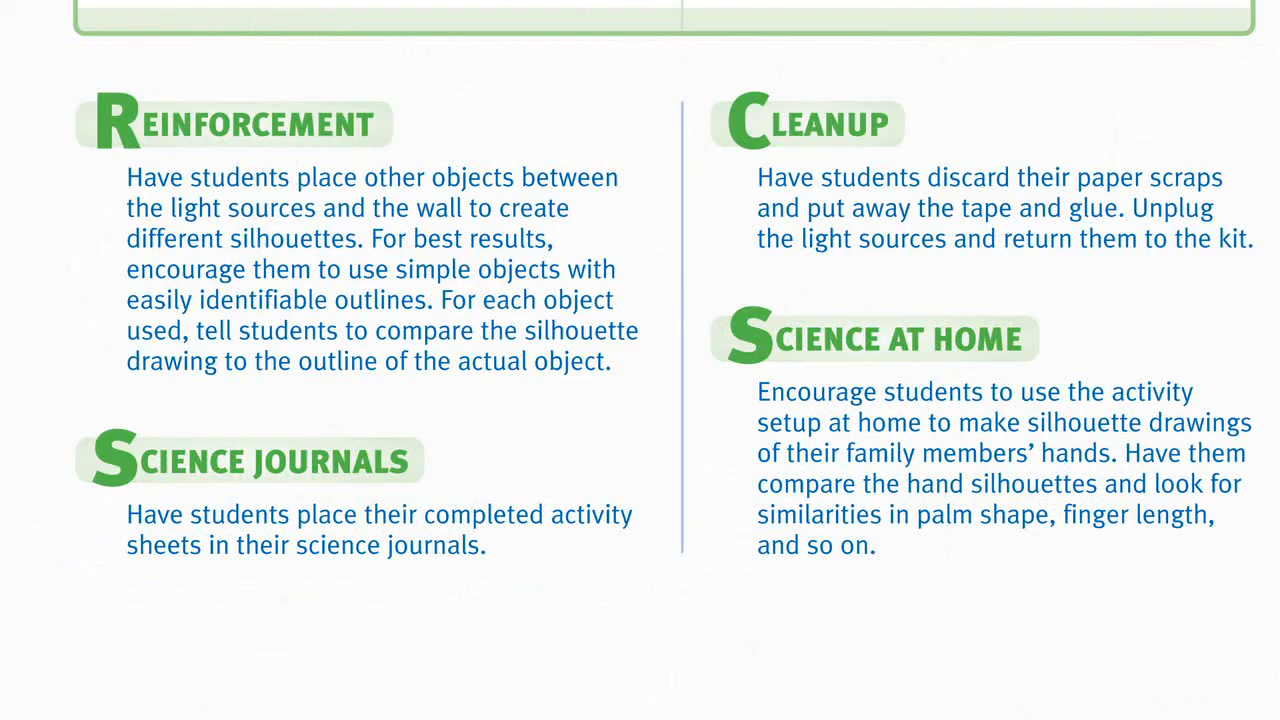 REINFORCEMENT
Have students place other objects between
the light sources and the wall to create
different silhouettes. For best results,
encourage them to use simple objects with
easily identifiable outlines. For each object
used, tell students to compare the silhouette
drawing to the outline of the actual object.
SCIENCE JOURNALS
Have students place their completed activity
sheets in their science journals.
CLEANUP
Have students discard their paper scraps
and put away the tape and glue. Unplug
the light sources and return them to the kit.
SCIENCE AT HOME
Encourage students to use the activity
setup at home to make silhouette drawings
of their family members’ hands. Have them
compare the hand silhouettes and look for
similarities in palm shape, finger length,
and so on.